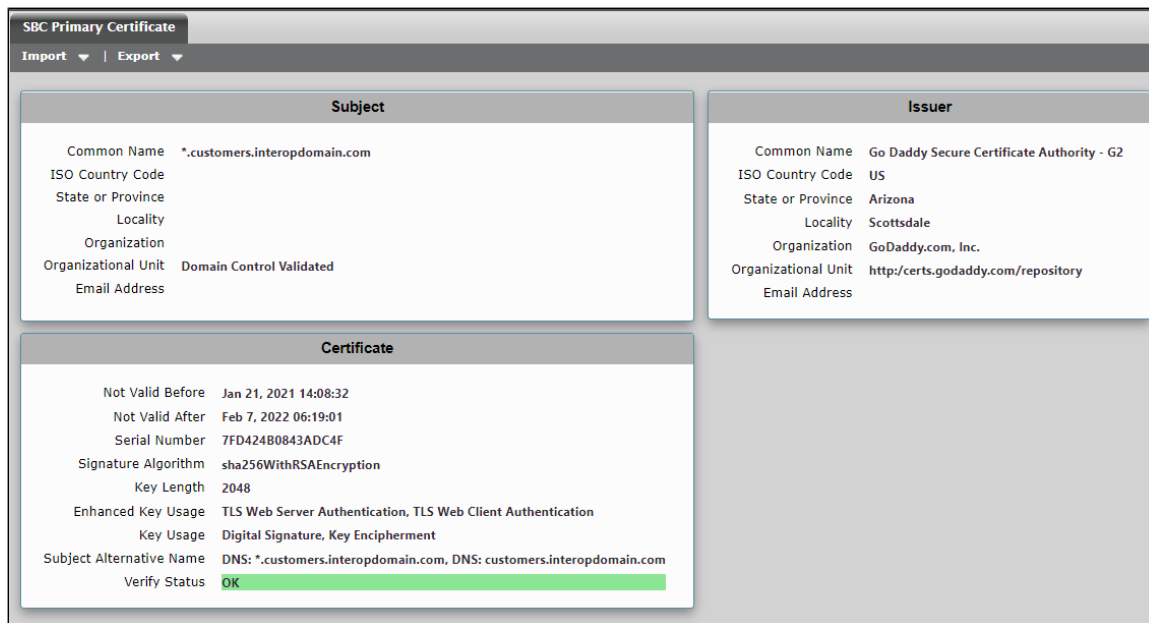 SBC Primary Certificate
Import | Export
Subject
Common Name *.customers.interopdomain.com
ISO Country Code
State or Province
Locality
Organization
Organizational Unit Domain Control Validated
Email Address
Issuer
Common Name Go Daddy Secure Certificate Authority - G2
ISO Country Code US
State or Province Arizona
Locality Scottsdale
Organization GoDaddy.com, Inc.
Organizational Unit http:/certs.godaddy.com/repository
Email Address
Certificate
Not Valid Before Jan 21, 2021 14:08:32
Not Valid After Feb 7, 2022 06:19:01
Serial Number 7FD424B0843ADC4F
Signature Algorithm sha256WithRSAEncryption
Key Length 2048
Enhanced Key Usage TLS Web Server Authentication, TLS Web Client Authentication
Key Usage Digital Signature, Key Encipherment
Subject Alternative Name DNS: *.customers.interopdomain.com, DNS: customers.interopdomain.com
Verify Status OK